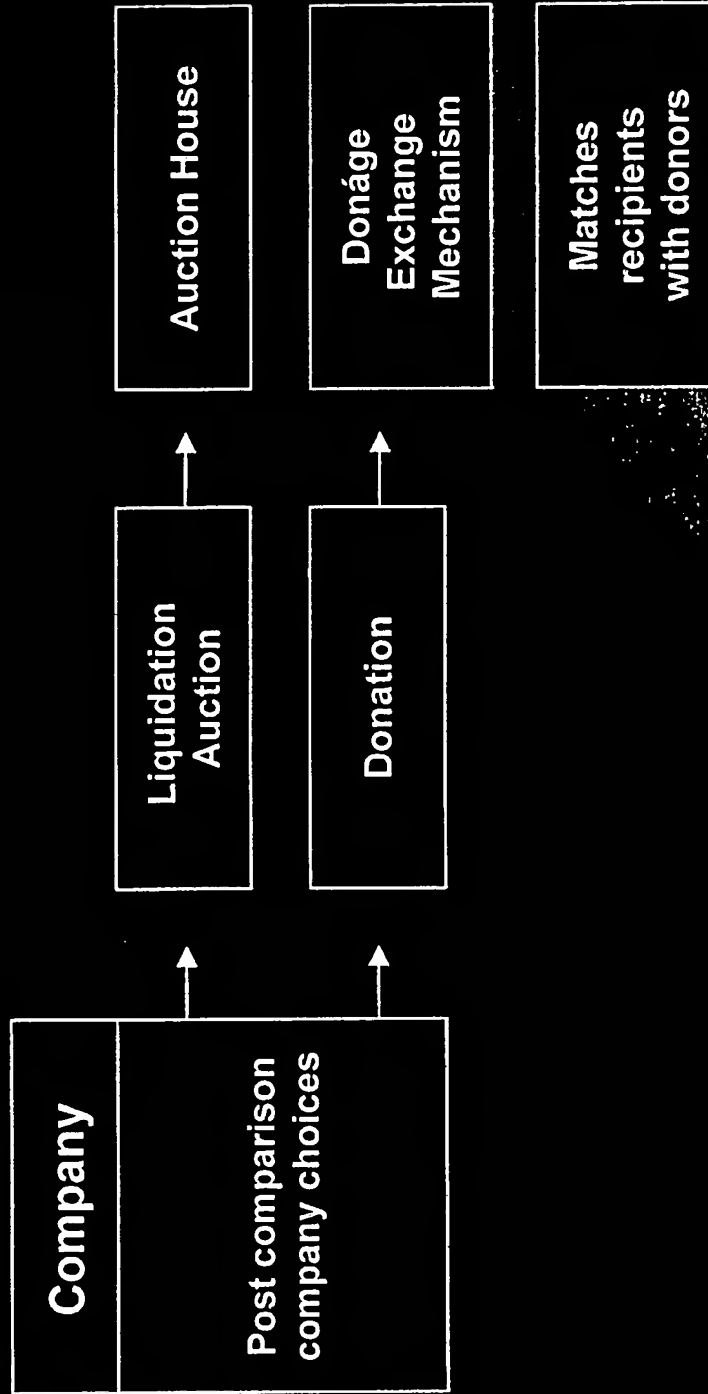 Company
Post comparison
company choices
Liquidation
Auction
Donation
Auction House
Donáge
Exchange
Mechanism
Matches
recipients
with donors